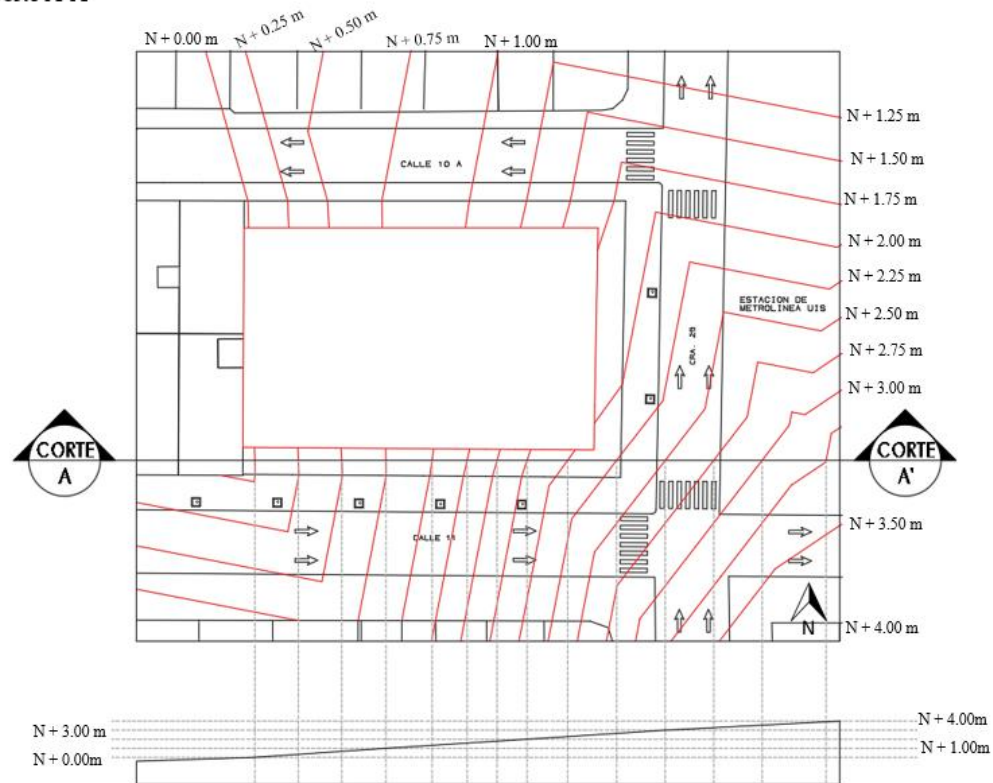 N + 0.00 m
N + 0.25 m
N + 0.50 m
N + 0.75 m
N + 1.00 m
N + 1.25 m
N + 1.50 m
N + 1.75 m
N + 2.00 m
N + 2.25 m
N + 2.50 m
N + 2.75 m
N + 3.00 m
N + 3.50 m
N + 4.00 m
CALLE 10 A
ESTACION DE
METROLINEA UIS
CRA. 25
CORTE
A
CORTE
A'
CALLE 11
N
N + 3.00 m
N + 0.00m
N + 4.00m
N + 1.00m